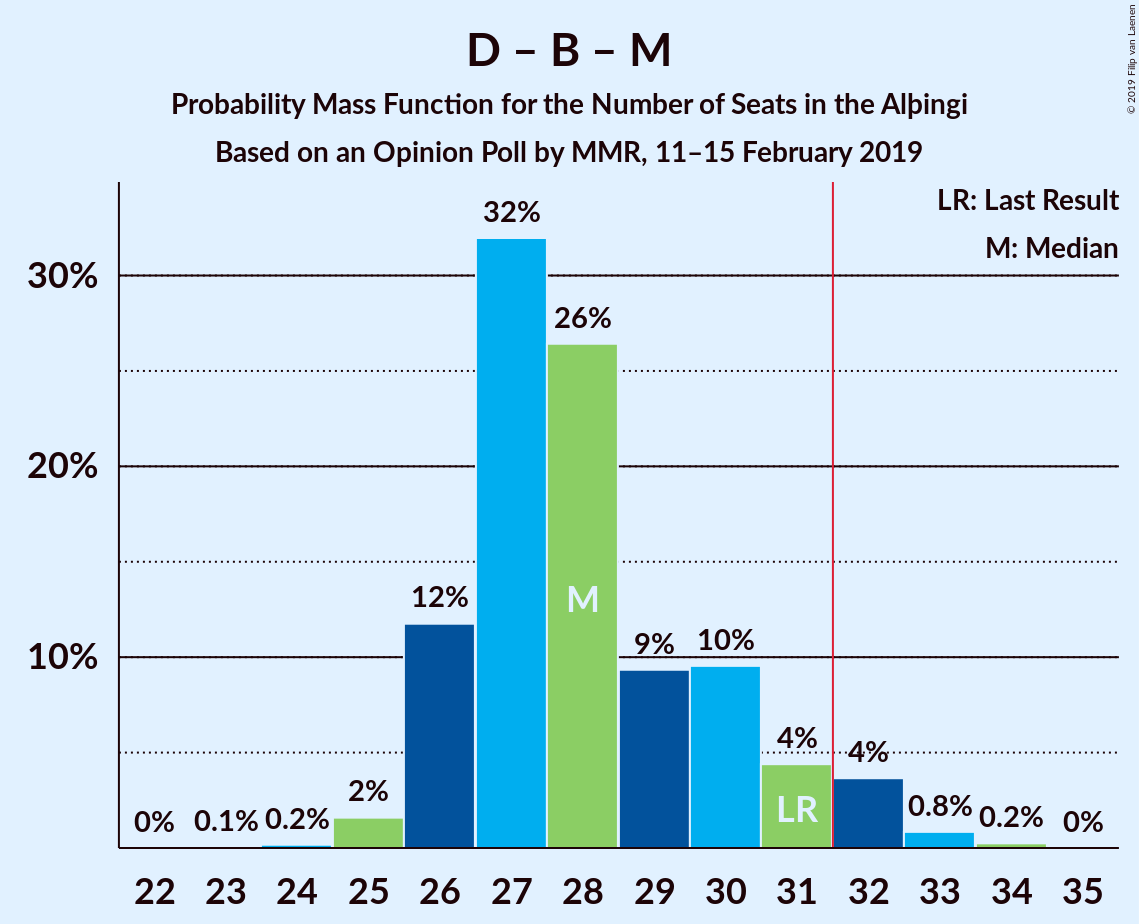 D – B – M
Probability Mass Function for the Number of Seats in the Alþingi
Based on an Opinion Poll by MMR, 11–15 February 2019
© 2019 Filip van Laenen
LR: Last Result
M: Median
30%
20%
10%
0%
0.1%
0.2%
2%
12%
32%
26%
9%
10%
4%
4%
0.8%
0.2%
0%
M
LR
22 23 24 25 26 27 28 29 30 31 32 33 34 35